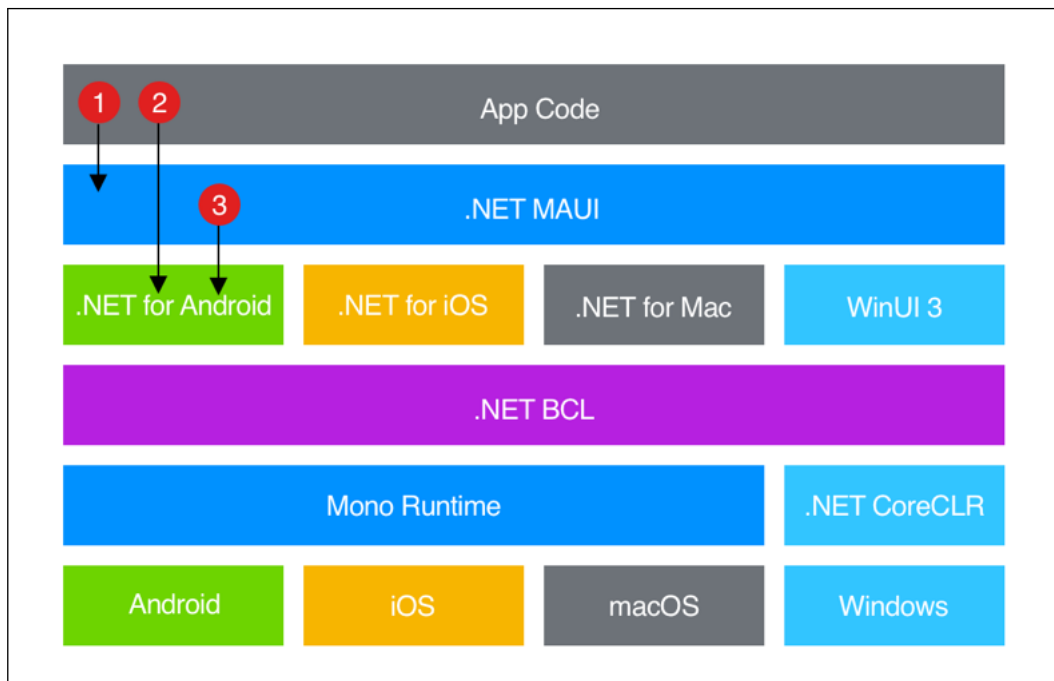 1 2 App Code
.NET MAUI
3
.NET for Android .NET for iOS .NET for Mac WinUI 3
.NET BCL
Mono Runtime .NET CoreCLR
Android iOS macOS Windows